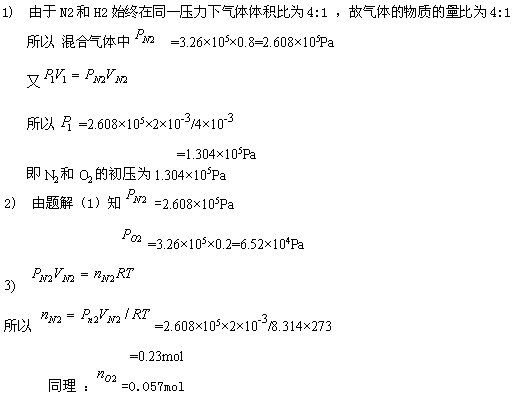 1) 由于N2和H2始终在同一压力下气体体积比为4:1 ，故气体的物质的量比为4:1
所以 混合气体中 P_{N2} =3.26×10⁵×0.8=2.608×10⁵Pa
又 P₁V₁ = P_{N2}V_{N2}
所以 P₁ =2.608×10⁵×2×10⁻³/4×10⁻³
=1.304×10⁵Pa
即 N₂和 O₂的初压为 1.304×10⁵Pa
2) 由题解（1）知 P_{N2} =2.608×10⁵Pa
P_{O2} =3.26×10⁵×0.2=6.52×10⁴Pa
3) P_{N2}V_{N2} = n_{N2}RT
所以 n_{N2} = P_{n2}V_{N2} / RT =2.608×10⁵×2×10⁻³/8.314×273
=0.23mol
同理 ： n_{O2} =0.057mol